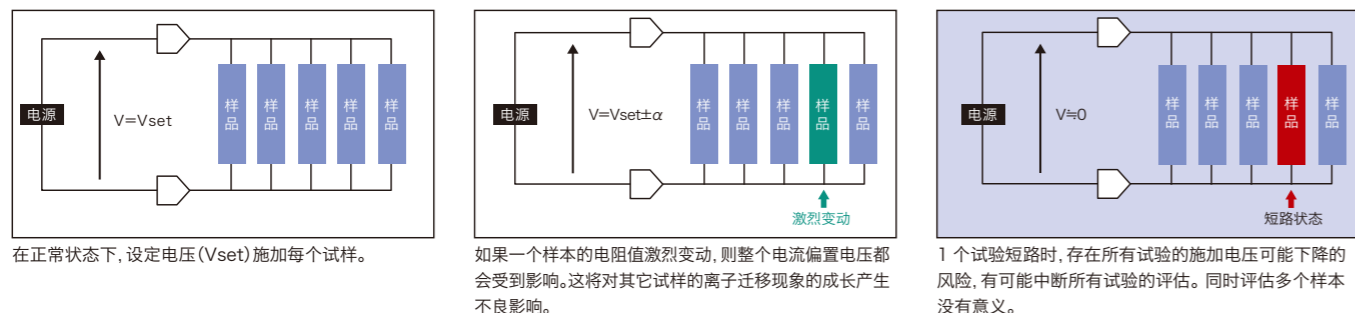 电源
V=Vset
样品
样品
样品
样品
样品
在正常状态下,设定电压(Vset)施加每个试样。
电源
V=Vset±α
样品
样品
样品
样品
样品
激烈变动
如果一个样本的电阻值激烈变动,则整个电流偏置电压都
会受到影响。这将对其它试样的离子迁移现象的成长产生
不良影响。
电源
V≒0
样品
样品
样品
样品
样品
短路状态
1 个试验短路时,存在所有试验的施加电压可能下降的
风险,有可能中断所有试验的评估。同时评估多个样本
没有意义。